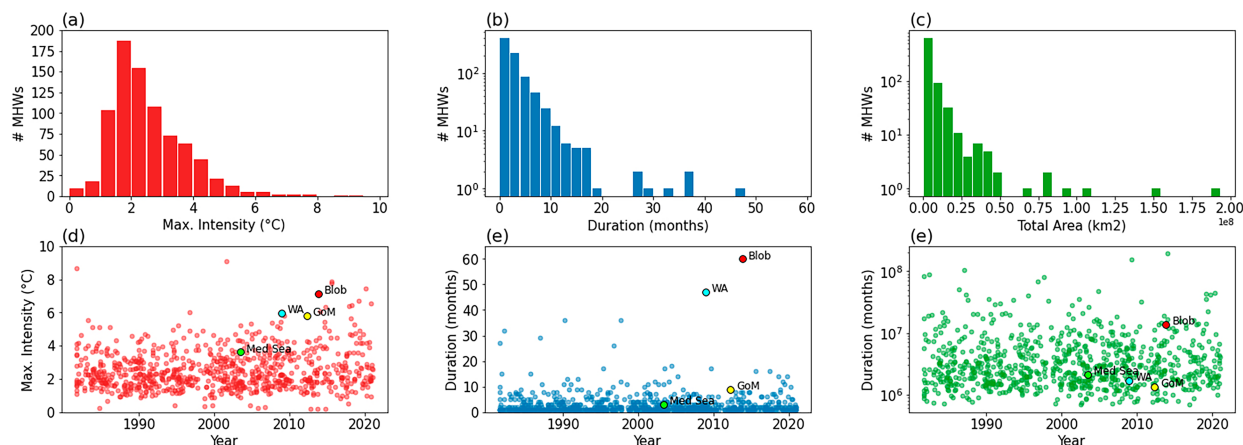 (a)
200
175
150
125
100
75
50
25
0
# MHWs
0 2 4 6 8 10
Max. Intensity (°C)
(b)
10²
10¹
10⁰
# MHWs
0 10 20 30 40 50 60
Duration (months)
(c)
10²
10¹
10⁰
# MHWs
0.00 0.25 0.50 0.75 1.00 1.25 1.50 1.75 2.00
1e8
Total Area (km2)
(d)
10
8
6
4
2
0
Max. Intensity (°C)
Blob
WA
GoM
Med Sea
1990 2000 2010 2020
Year
(e)
60
50
40
30
20
10
0
Duration (months)
Blob
WA
GoM
Med Sea
1990 2000 2010 2020
Year
(e)
10⁸
10⁷
10⁶
Duration (months)
Blob
Med Sea
WA
GoM
1990 2000 2010 2020
Year